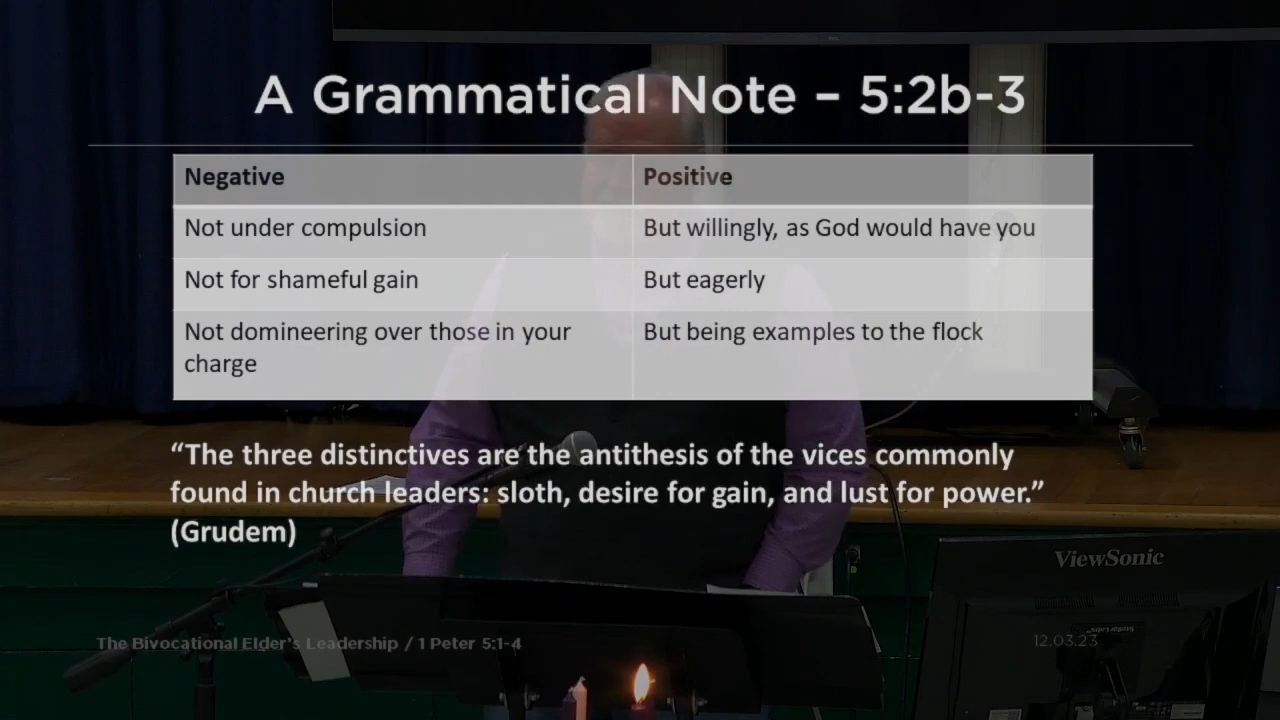 A Grammatical Note – 5:2b-3
Negative
Positive
Not under compulsion
But willingly, as God would have you
Not for shameful gain
But eagerly
Not domineering over those in your
charge
But being examples to the flock
“The three distinctives are the antithesis of the vices commonly
found in church leaders: sloth, desire for gain, and lust for power.”
(Grudem)
ViewSonic
The Bivocational Elder’s Leadership / 1 Peter 5:1-4
12.03.23